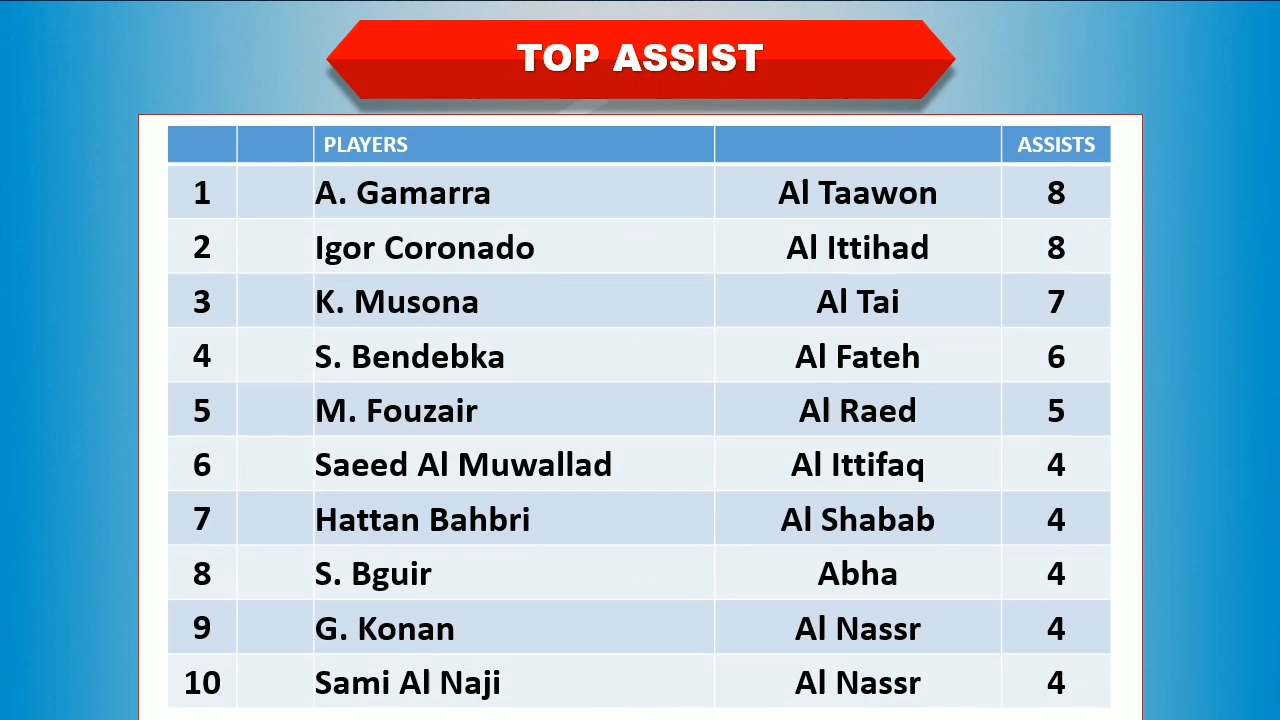 TOP ASSIST
PLAYERS ASSISTS
1 A. Gamarra Al Taawon 8
2 Igor Coronado Al Ittihad 8
3 K. Musona Al Tai 7
4 S. Bendebka Al Fateh 6
5 M. Fouzair Al Raed 5
6 Saeed Al Muwallad Al Ittifaq 4
7 Hattan Bahbri Al Shabab 4
8 S. Bguir Abha 4
9 G. Konan Al Nassr 4
10 Sami Al Naji Al Nassr 4